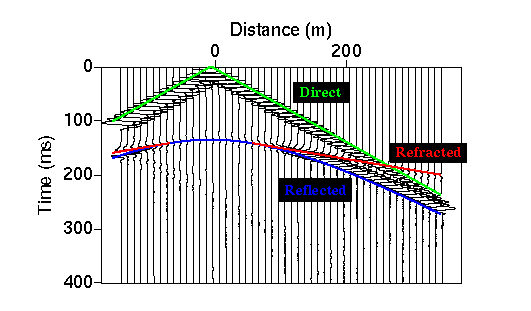 Distance (m)
0 200
0
Direct
100
Refracted
Time (ms)
200
Reflected
300
400